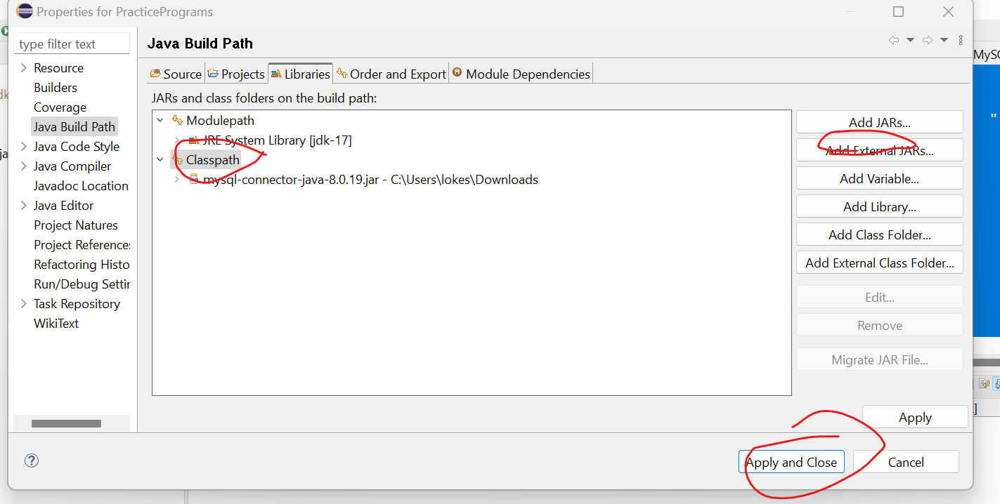 Properties for PracticePrograms
type filter text
Resource
Builders
Coverage
Java Build Path
Java Code Style
Java Compiler
Javadoc Location
Java Editor
Project Natures
Project References
Refactoring Histo
Run/Debug Settin
Task Repository
WikiText
Java Build Path
Source Projects Libraries Order and Export Module Dependencies
JARs and class folders on the build path:
Modulepath
JRE System Library [jdk-17]
Classpath
mysql-connector-java-8.0.19.jar - C:\Users\lokes\Downloads
Add JARs...
Add External JARs...
Add Variable...
Add Library...
Add Class Folder...
Add External Class Folder...
Edit...
Remove
Migrate JAR File...
Apply
Apply and Close Cancel
dk
ja
"
]